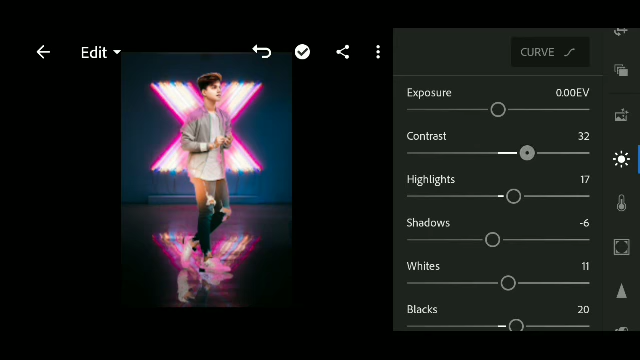 Edit
CURVE
Exposure 0.00EV
Contrast 32
Highlights 17
Shadows -6
Whites 11
Blacks 20